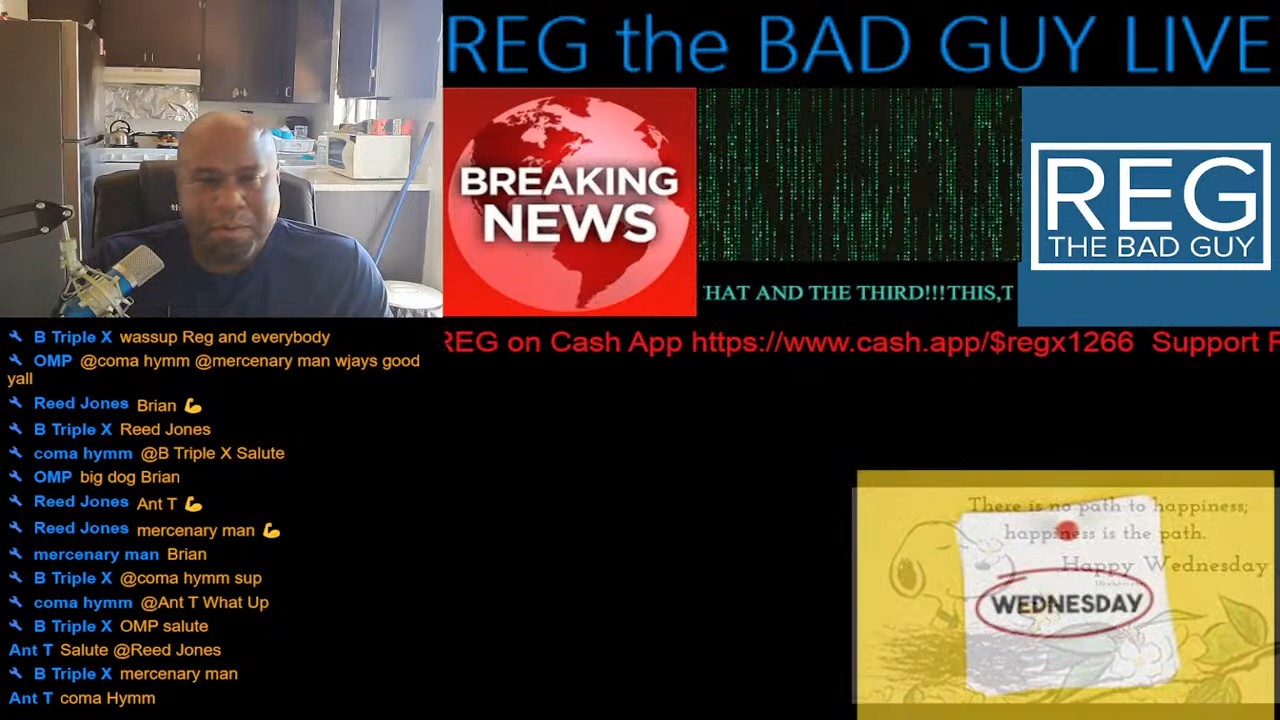 REG the BAD GUY LIVE
BREAKING
NEWS
HAT AND THE THIRD!!!THIS,T
REG
THE BAD GUY
REG on Cash App https://www.cash.app/$regx1266 Support
B Triple X wassup Reg and everybody
OMP @coma hymm @mercenary man wjays good
yall
Reed Jones Brian 💪
B Triple X Reed Jones
coma hymm @B Triple X Salute
OMP big dog Brian
Reed Jones Ant T 💪
Reed Jones mercenary man 💪
mercenary man Brian
B Triple X @coma hymm sup
coma hymm @Ant T What Up
B Triple X OMP salute
Ant T Salute @Reed Jones
B Triple X mercenary man
Ant T coma Hymm
There is no path to happiness;
happiness is the path.
Happy Wednesday
WEDNESDAY